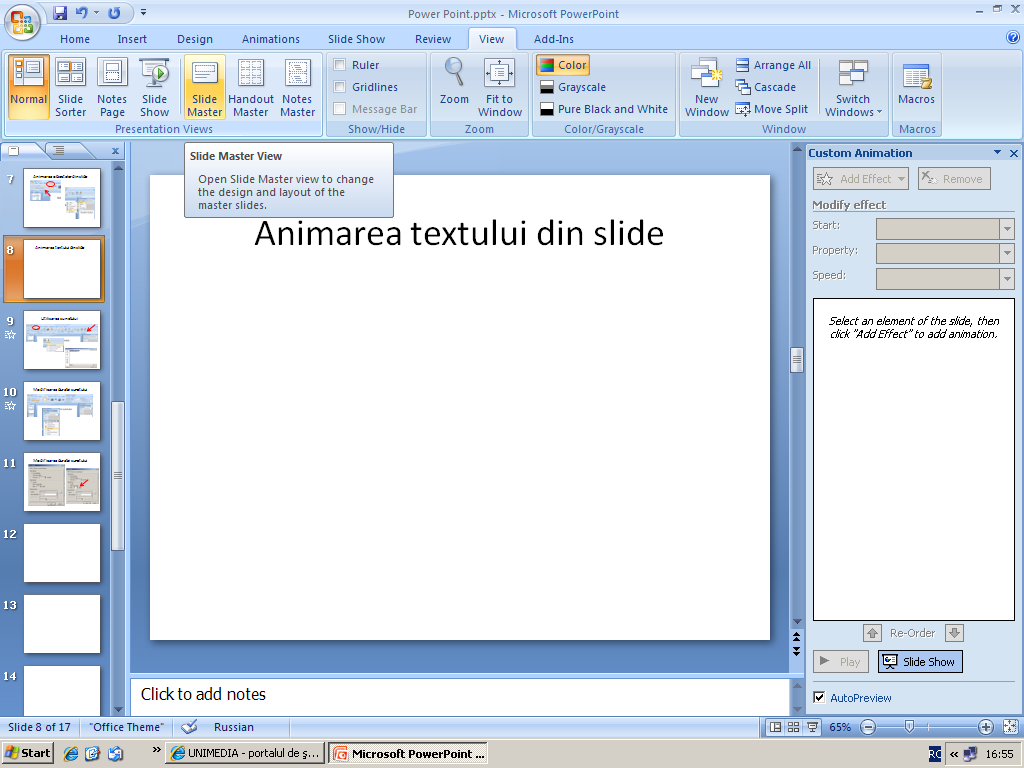 Power Point.pptx - Microsoft PowerPoint
Home Insert Design Animations Slide Show Review View Add-Ins
Normal
Slide Sorter
Notes Page
Slide Show
Slide Master
Handout Master
Notes Master
Presentation Views
Ruler
Gridlines
Message Bar
Show/Hide
Zoom
Fit to Window
Zoom
Color
Grayscale
Pure Black and White
Color/Grayscale
New Window
Arrange All
Cascade
Move Split
Switch Windows
Window
Macros
Macros
Slide Master View
Open Slide Master view to change
the design and layout of the
master slides.
7
8
Animarea textului din slide
9
10
11
12
13
14
Animarea textului din slide
Click to add notes
Custom Animation
Add Effect
Remove
Modify effect
Start:
Property:
Speed:
Select an element of the slide, then
click "Add Effect" to add animation.
Re-Order
Play
Slide Show
AutoPreview
Slide 8 of 17 "Office Theme" Russian 65%
Start UNIMEDIA - portalul de ş... Microsoft PowerPoint ... « 16:55